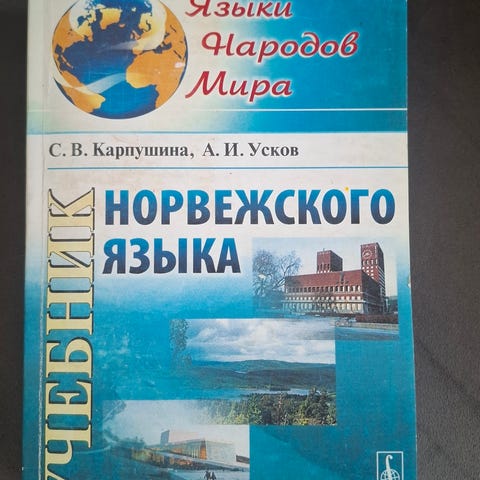 Языки
Народов
Мира
С. В. Карпушина, А. И. Усков
УЧЕБНИК
НОРВЕЖСКОГО
ЯЗЫКА